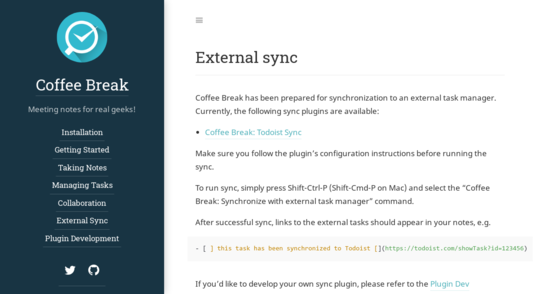 Coffee Break
Meeting notes for real geeks!
Installation
Getting Started
Taking Notes
Managing Tasks
Collaboration
External Sync
Plugin Development
External sync
Coffee Break has been prepared for synchronization to an external task manager.
Currently, the following sync plugins are available:
• Coffee Break: Todoist Sync
Make sure you follow the plugin's configuration instructions before running the
sync.
To run sync, simply press Shift-Ctrl-P (Shift-Cmd-P on Mac) and select the “Coffee
Break: Synchronize with external task manager” command.
After successful sync, links to the external tasks should appear in your notes, e.g.
- [ ] this task has been synchronized to Todoist [](https://todoist.com/showTask?id=123456)
If you'd like to develop your own sync plugin, please refer to the Plugin Dev